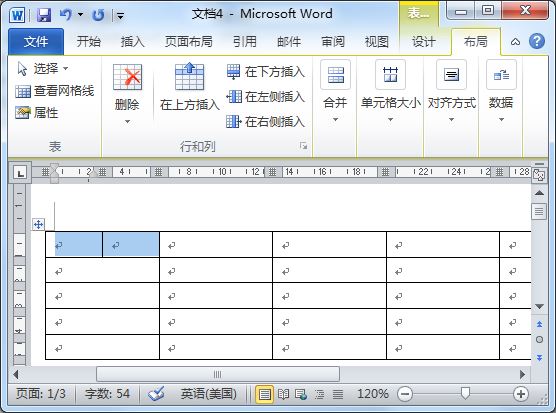 文档4 - Microsoft Word
表...
文件 开始 插入 页面布局 引用 邮件 审阅 视图 设计 布局
选择
查看网格线
属性
表
删除
在上方插入
在下方插入
在左侧插入
在右侧插入
行和列
合并
单元格大小
对齐方式
数据
2 4 8 10 12 14 16 18 22 24 28
页面: 1/3 字数: 54 英语(美国) 120%